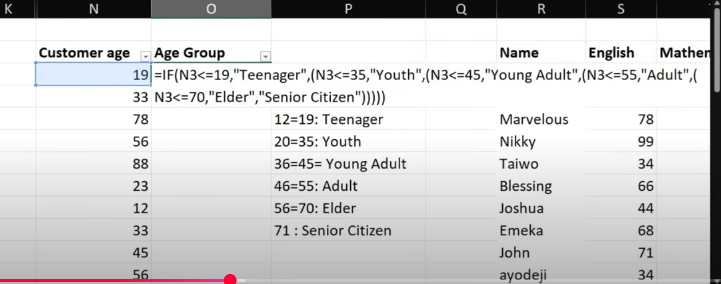 K N O P Q R S
Customer age Age Group Name English Mathen
19 =IF(N3<=19,"Teenager",(N3<=35,"Youth",(N3<=45,"Young Adult",(N3<=55,"Adult",(
33 N3<=70,"Elder","Senior Citizen")))))
78 12=19: Teenager Marvelous 78
56 20=35: Youth Nikky 99
88 36=45= Young Adult Taiwo 34
23 46=55: Adult Blessing 66
12 56=70: Elder Joshua 44
33 71 : Senior Citizen Emeka 68
45 John 71
56 ayodeji 34